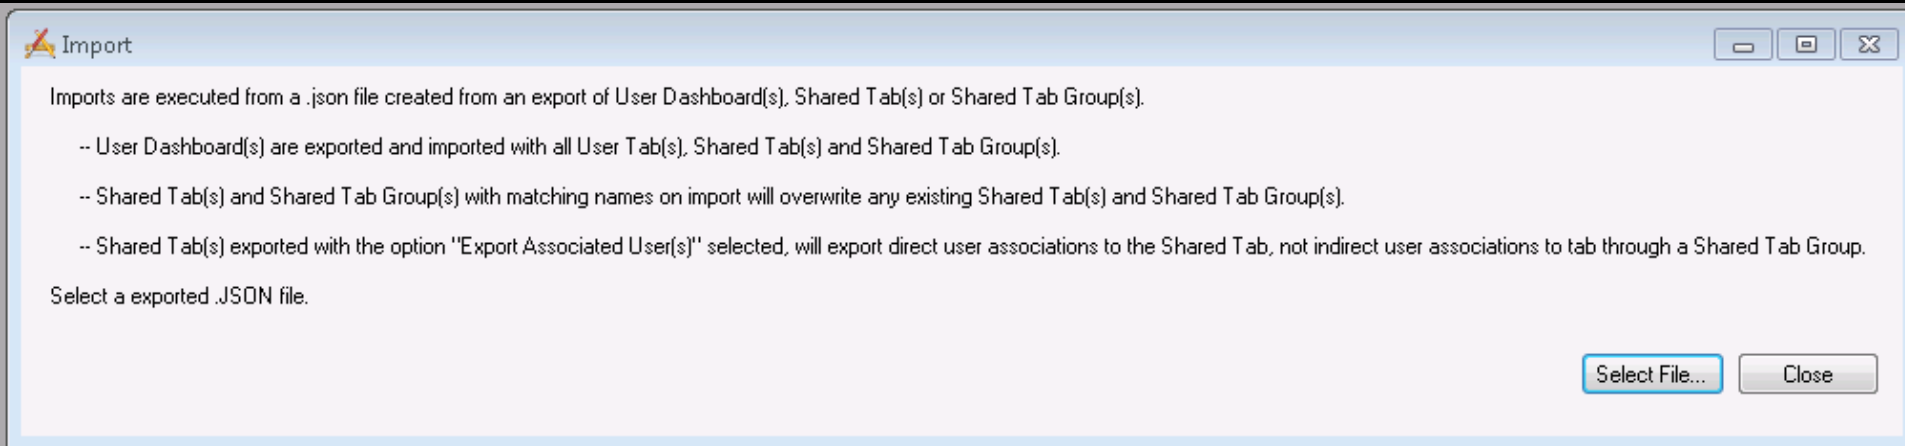 Import
Imports are executed from a .json file created from an export of User Dashboard(s), Shared Tab(s) or Shared Tab Group(s).
-- User Dashboard(s) are exported and imported with all User Tab(s), Shared Tab(s) and Shared Tab Group(s).
-- Shared Tab(s) and Shared Tab Group(s) with matching names on import will overwrite any existing Shared Tab(s) and Shared Tab Group(s).
-- Shared Tab(s) exported with the option "Export Associated User(s)" selected, will export direct user associations to the Shared Tab, not indirect user associations to tab through a Shared Tab Group.
Select a exported .JSON file.
Select File... Close